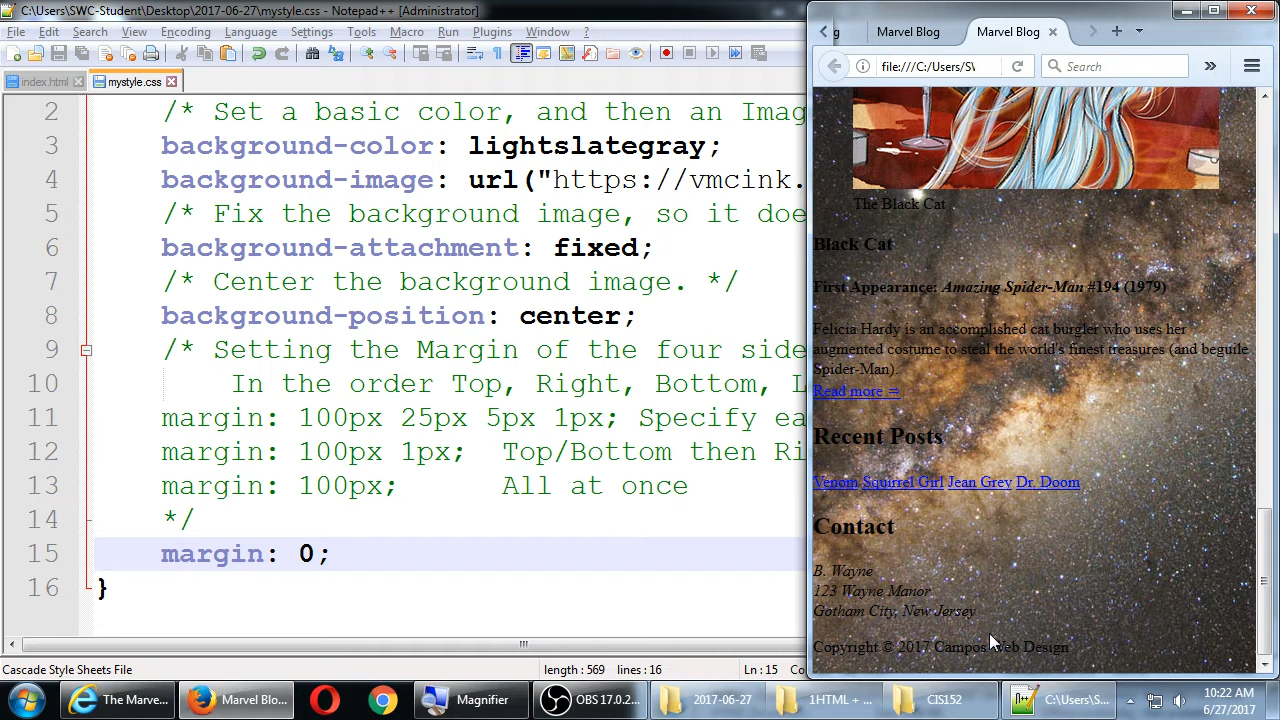 C:\Users\SWC-Student\Desktop\2017-06-27\mystyle.css - Notepad++ [Administrator]
File Edit Search View Encoding Language Settings Tools Macro Run Plugins Window ?
index.html mystyle.css
2 /* Set a basic color, and then an Imag
3 background-color: lightslategray;
4 background-image: url("https://vmcink.
5 /* Fix the background image, so it doe
6 background-attachment: fixed;
7 /* Center the background image. */
8 background-position: center;
9 /* Setting the Margin of the four side
10 In the order Top, Right, Bottom, L
11 margin: 100px 25px 5px 1px; Specify ea
12 margin: 100px 1px; Top/Bottom then Ri
13 margin: 100px; All at once
14 */
15 margin: 0;
16 }
Cascade Style Sheets File length : 569 lines : 16 Ln : 15 Co
g Marvel Blog Marvel Blog
file:///C:/Users/S\ Search
The Black Cat
Black Cat
First Appearance: Amazing Spider-Man #194 (1979)
Felicia Hardy is an accomplished cat burglar who uses her
augmented costume to steal the world's finest treasures (and beguile
Spider-Man).
Read more =
Recent Posts
Venom Squirrel Girl Jean Grey Dr. Doom
Contact
B. Wayne
123 Wayne Manor
Gotham City, New Jersey
Copyright © 2017 Campos Web Design
The Marve... Marvel Blo... Magnifier OBS 17.0.2... 2017-06-27 1HTML + ... CIS152 C:\Users\S...
10:22 AM
6/27/2017